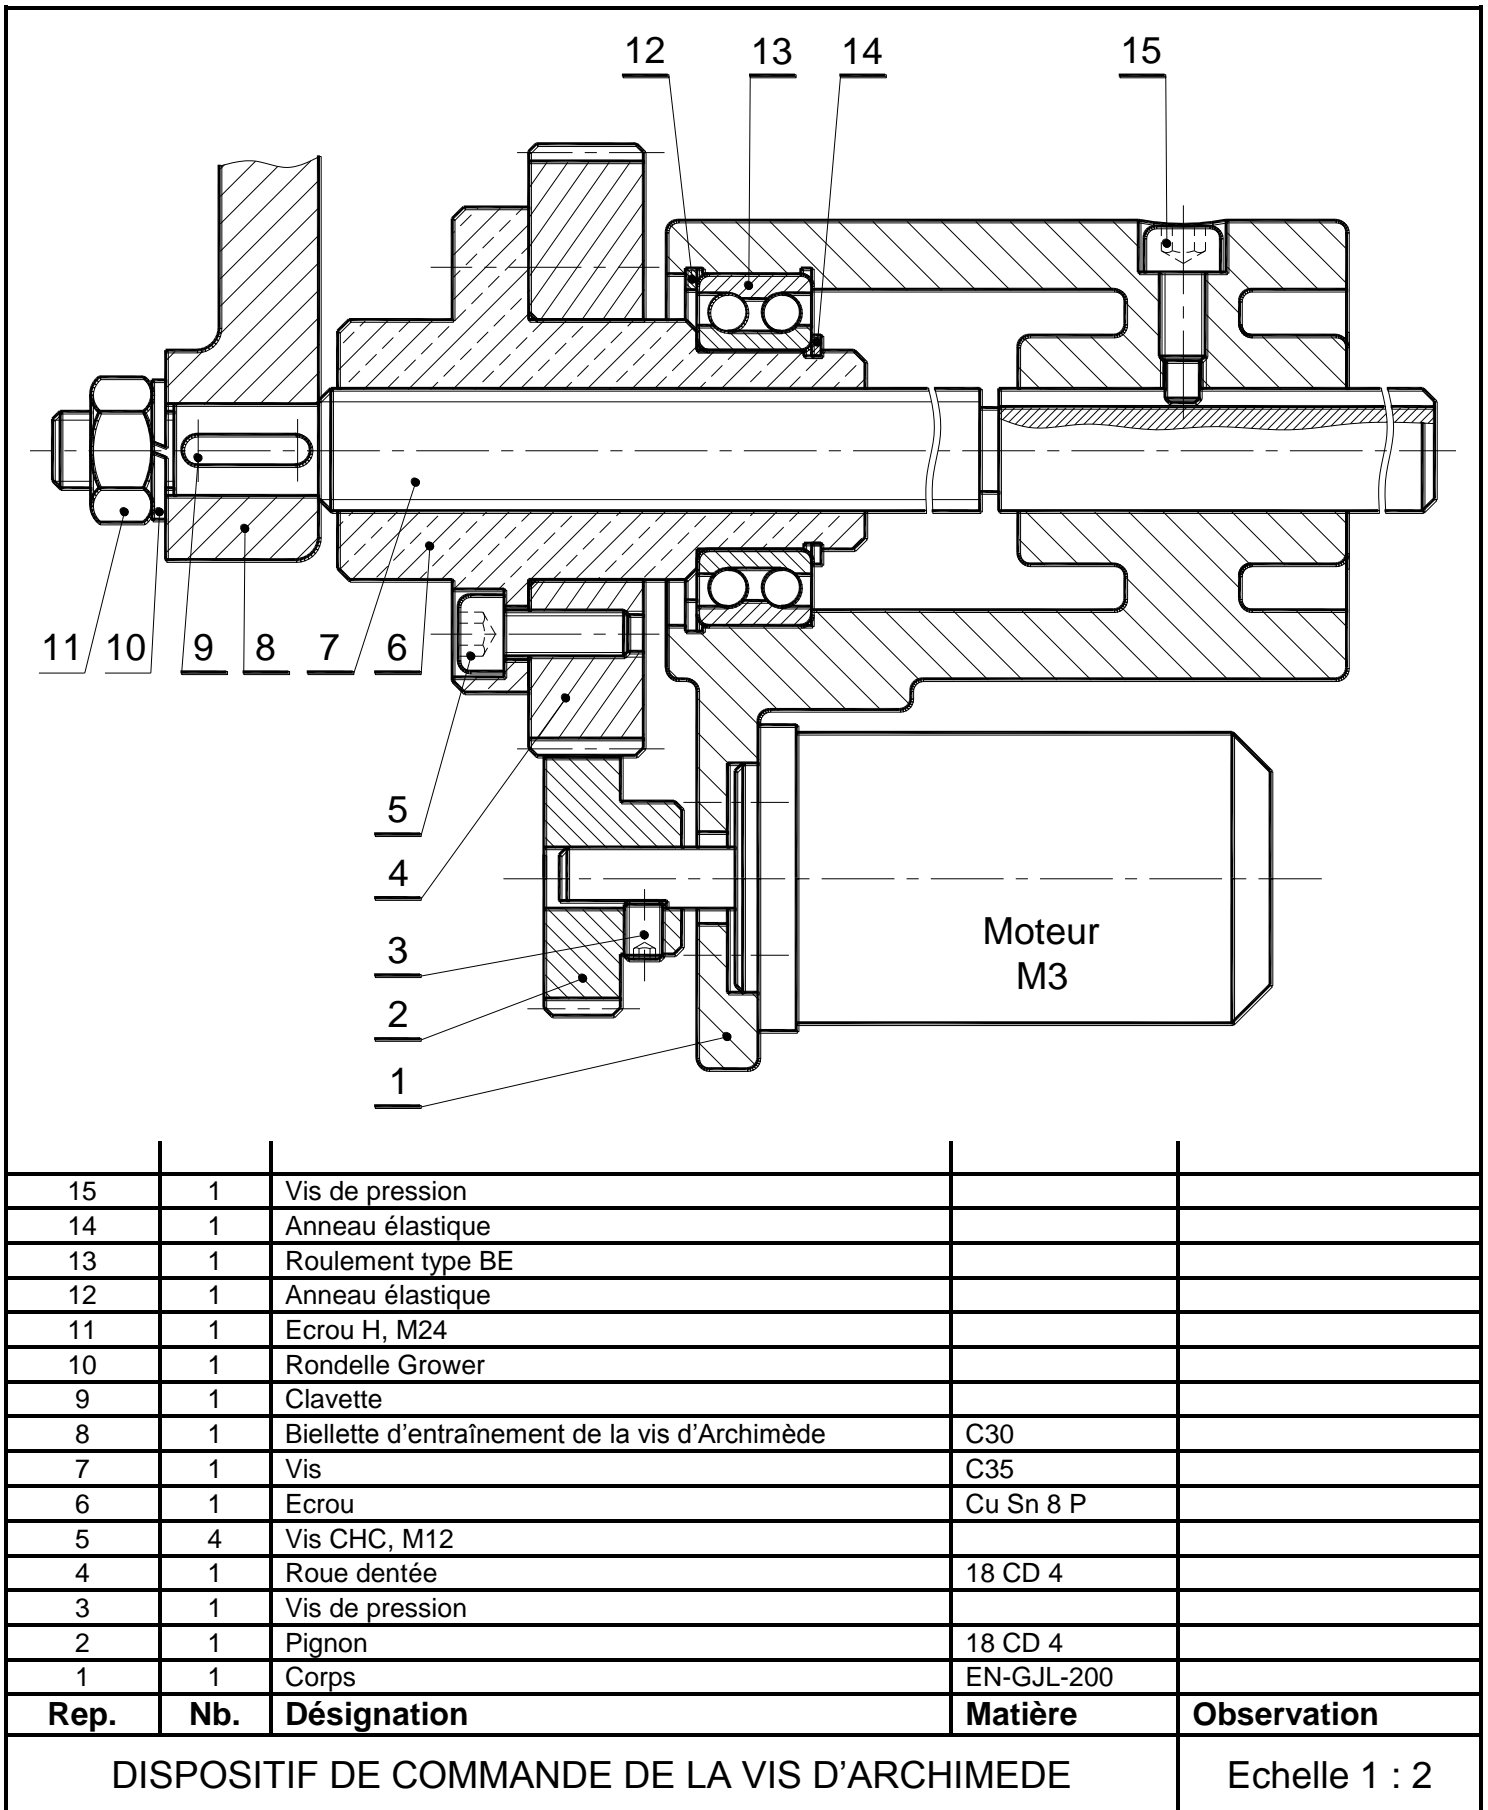 12 13 14 15
11 10 9 8 7 6
5
4
3
2
1
Moteur
M3
15 1 Vis de pression
14 1 Anneau élastique
13 1 Roulement type BE
12 1 Anneau élastique
11 1 Ecrou H, M24
10 1 Rondelle Grower
9 1 Clavette
8 1 Biellette d’entraînement de la vis d’Archimède C30
7 1 Vis C35
6 1 Ecrou Cu Sn 8 P
5 4 Vis CHC, M12
4 1 Roue dentée 18 CD 4
3 1 Vis de pression
2 1 Pignon 18 CD 4
1 1 Corps EN-GJL-200
Rep. Nb. Désignation Matière Observation
DISPOSITIF DE COMMANDE DE LA VIS D’ARCHIMEDE Echelle 1 : 2